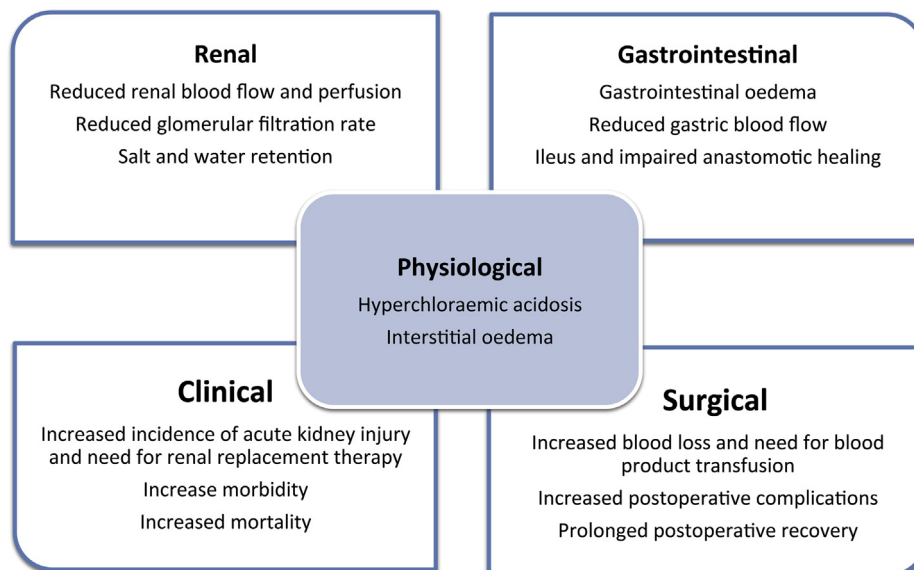 Renal
Reduced renal blood flow and perfusion
Reduced glomerular filtration rate
Salt and water retention
Gastrointestinal
Gastrointestinal oedema
Reduced gastric blood flow
Ileus and impaired anastomotic healing
Physiological
Hyperchloraemic acidosis
Interstitial oedema
Clinical
Increased incidence of acute kidney injury
and need for renal replacement therapy
Increase morbidity
Increased mortality
Surgical
Increased blood loss and need for blood
product transfusion
Increased postoperative complications
Prolonged postoperative recovery